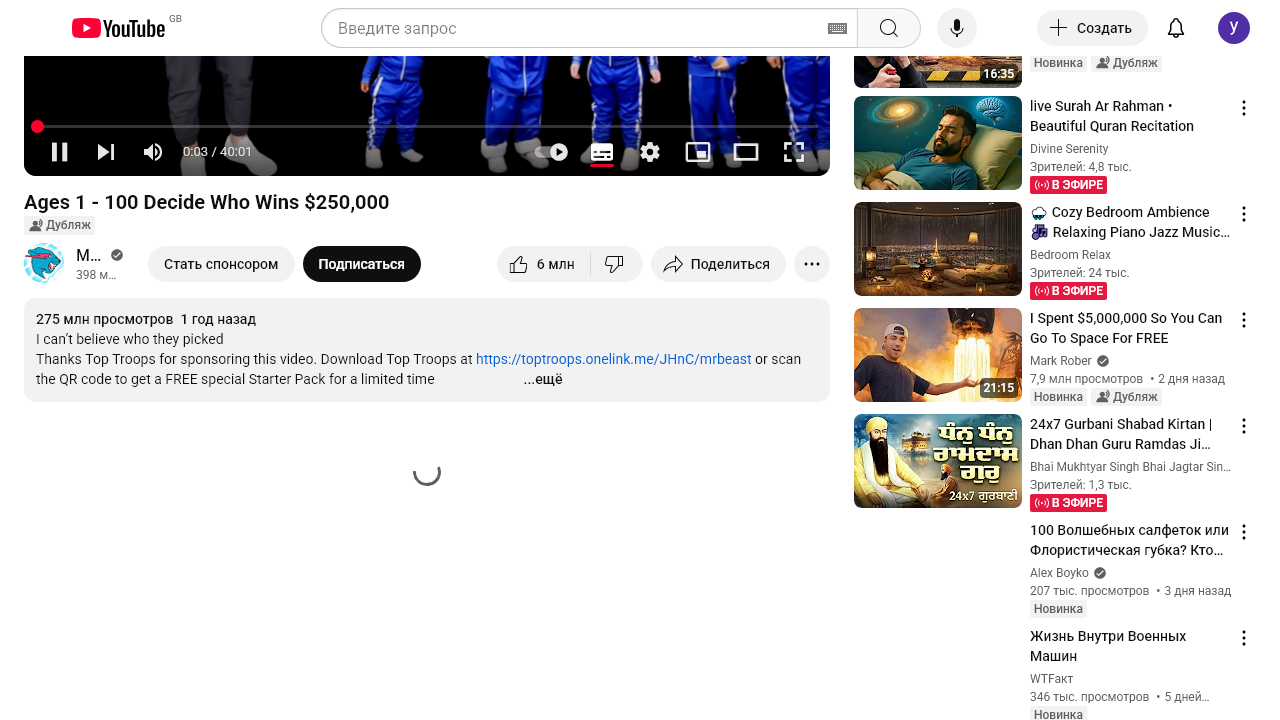 YouTube GB
Введите запрос
Создать
y
0:03 / 40:01
Ages 1 - 100 Decide Who Wins $250,000
Дубляж
M...
398 м...
Стать спонсором
Подписаться
6 млн
Поделиться
275 млн просмотров 1 год назад
I can’t believe who they picked
Thanks Top Troops for sponsoring this video. Download Top Troops at https://toptroops.onelink.me/JHnC/mrbeast or scan
the QR code to get a FREE special Starter Pack for a limited time
...ещё
16:35
Новинка
Дубляж
live Surah Ar Rahman •
Beautiful Quran Recitation
Divine Serenity
Зрителей: 4,8 тыс.
В ЭФИРЕ
🌧️ Cozy Bedroom Ambience
🎶 Relaxing Piano Jazz Music...
Bedroom Relax
Зрителей: 24 тыс.
В ЭФИРЕ
21:15
I Spent $5,000,000 So You Can
Go To Space For FREE
Mark Rober
7,9 млн просмотров • 2 дня назад
Новинка
Дубляж
ਧੰਨੁ ਧੰਨੁ
ਰਾਮਦਾਸ
ਗੁਰੁ
24x7 ਗੁਰਬਾਣੀ
24x7 Gurbani Shabad Kirtan |
Dhan Dhan Guru Ramdas Ji...
Bhai Mukhtyar Singh Bhai Jagtar Sin...
Зрителей: 1,3 тыс.
В ЭФИРЕ
100 Волшебных салфеток или
Флористическая губка? Кто...
Alex Boyko
207 тыс. просмотров • 3 дня назад
Новинка
Жизнь Внутри Военных
Машин
WTFакт
346 тыс. просмотров • 5 дней...
Новинка